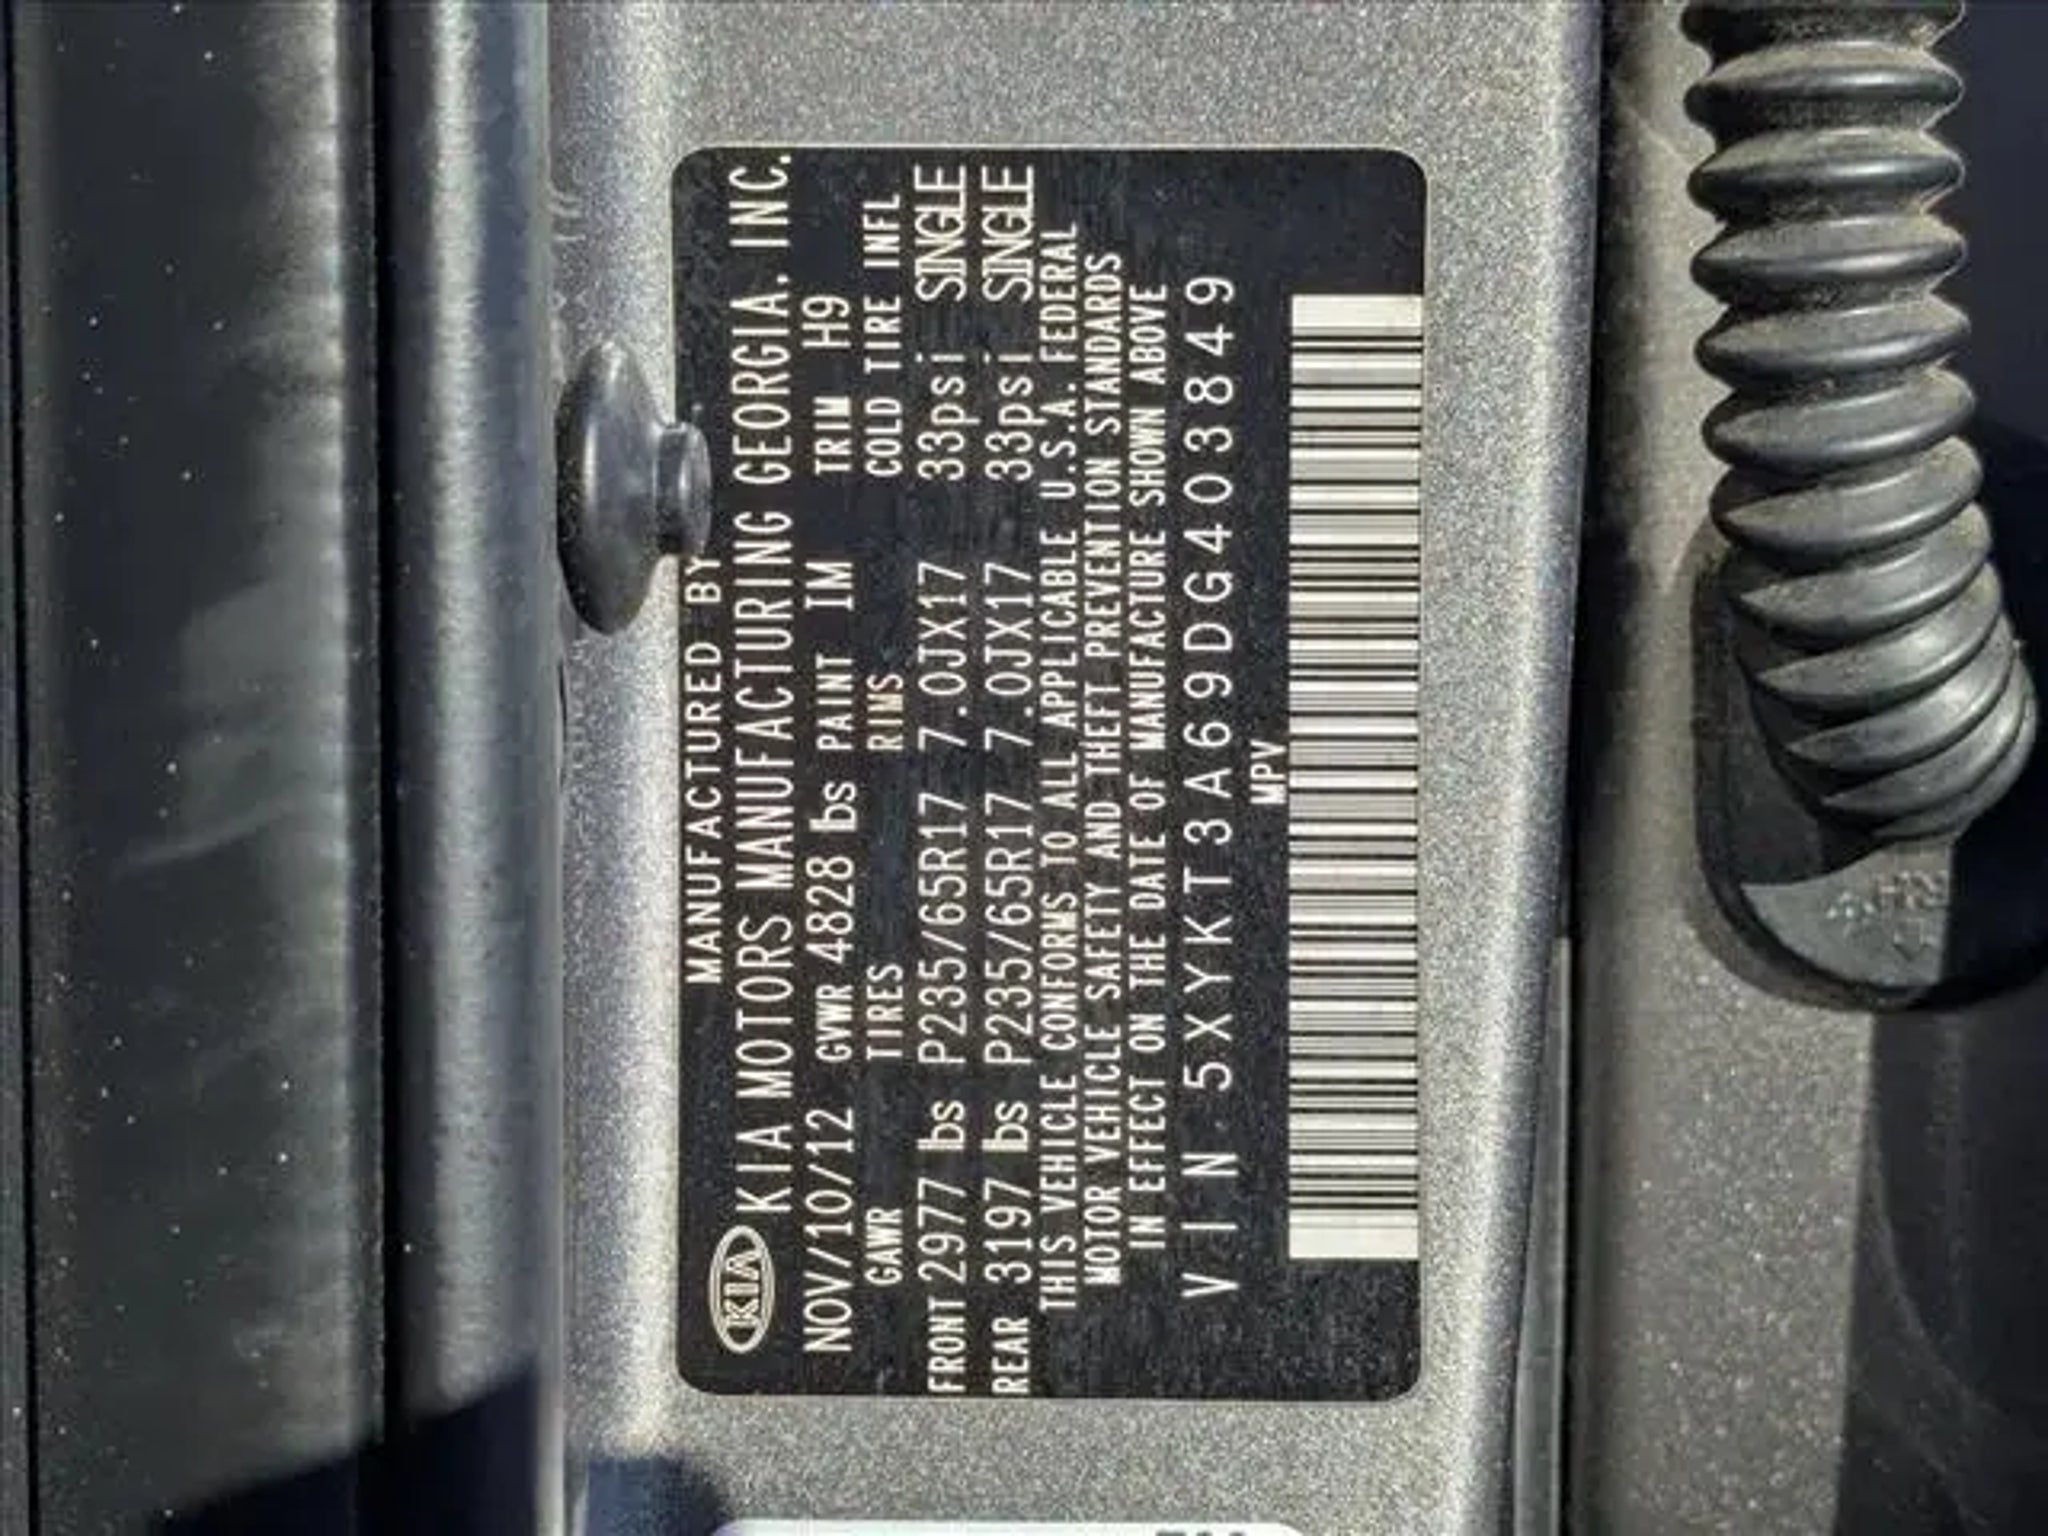 MANUFACTURED BY
KIA KIA MOTORS MANUFACTURING GEORGIA, INC.
NOV/10/12 GVWR 4828 lbs PAINT IM TRIM H9
GAWR TIRES RIMS COLD TIRE INFL
FRONT 2977 lbs P235/65R17 7.0JX17 33psi SINGLE
REAR 3197 lbs P235/65R17 7.0JX17 33psi SINGLE
THIS VEHICLE CONFORMS TO ALL APPLICABLE U.S.A. FEDERAL
MOTOR VEHICLE SAFETY AND THEFT PREVENTION STANDARDS
IN EFFECT ON THE DATE OF MANUFACTURE SHOWN ABOVE
VIN 5XYKT3A69DG403849
MPV